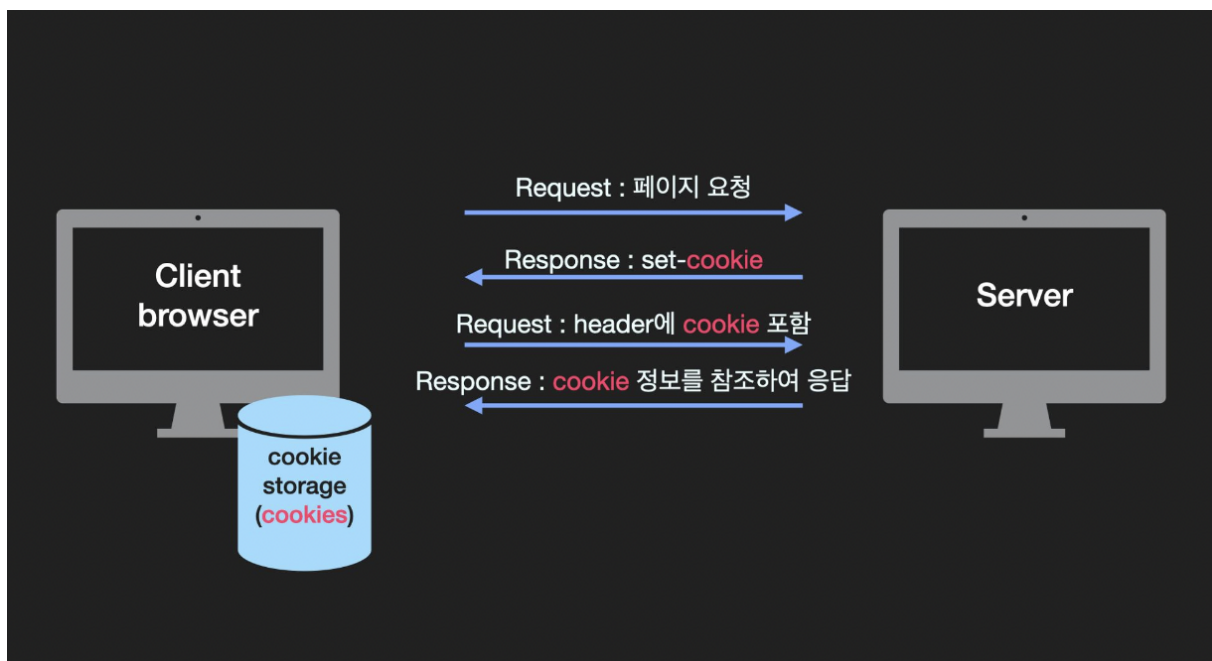 Request : 페이지 요청
Response : set-cookie
Request : header에 cookie 포함
Response : cookie 정보를 참조하여 응답
Client
browser
Server
cookie
storage
(cookies)